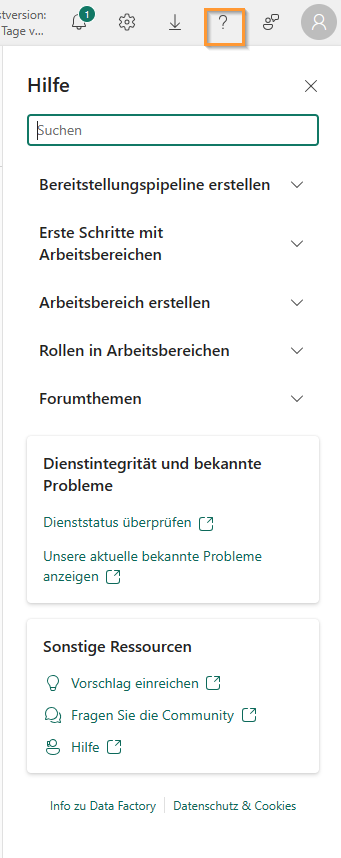 stversion:
Tage v...
1
?
Hilfe
Suchen
Bereitstellungspipeline erstellen
Erste Schritte mit
Arbeitsbereichen
Arbeitsbereich erstellen
Rollen in Arbeitsbereichen
Forumthemen
Dienstintegrität und bekannte
Probleme
Dienststatus überprüfen
Unsere aktuelle bekannte Probleme
anzeigen
Sonstige Ressourcen
Vorschlag einreichen
Fragen Sie die Community
Hilfe
Info zu Data Factory
Datenschutz & Cookies